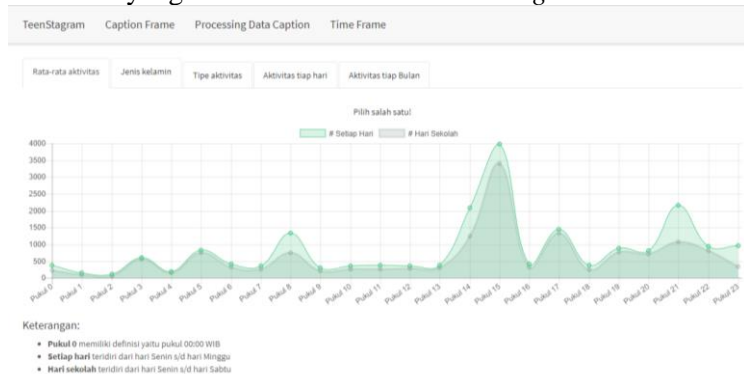 TeenStagram Caption Frame Processing Data Caption Time Frame
Rata-rata aktivitas Jenis kelamin Tipe aktivitas Aktivitas tiap hari Aktivitas tiap Bulan
Pilih salah satu!
# Setiap Hari # Hari Sekolah
4000
3500
3000
2500
2000
1500
1000
500
0
Pukul 0 Pukul 1 Pukul 2 Pukul 3 Pukul 4 Pukul 5 Pukul 6 Pukul 7 Pukul 8 Pukul 9 Pukul 10 Pukul 11 Pukul 12 Pukul 13 Pukul 14 Pukul 15 Pukul 16 Pukul 17 Pukul 18 Pukul 19 Pukul 20 Pukul 21 Pukul 22 Pukul 23
Keterangan:
• Pukul 0 memiliki definisi yaitu pukul 00:00 WIB
• Setiap hari teridiri dari hari Senin s/d hari Minggu
• Hari sekolah teridiri dari hari Senin s/d hari Sabtu